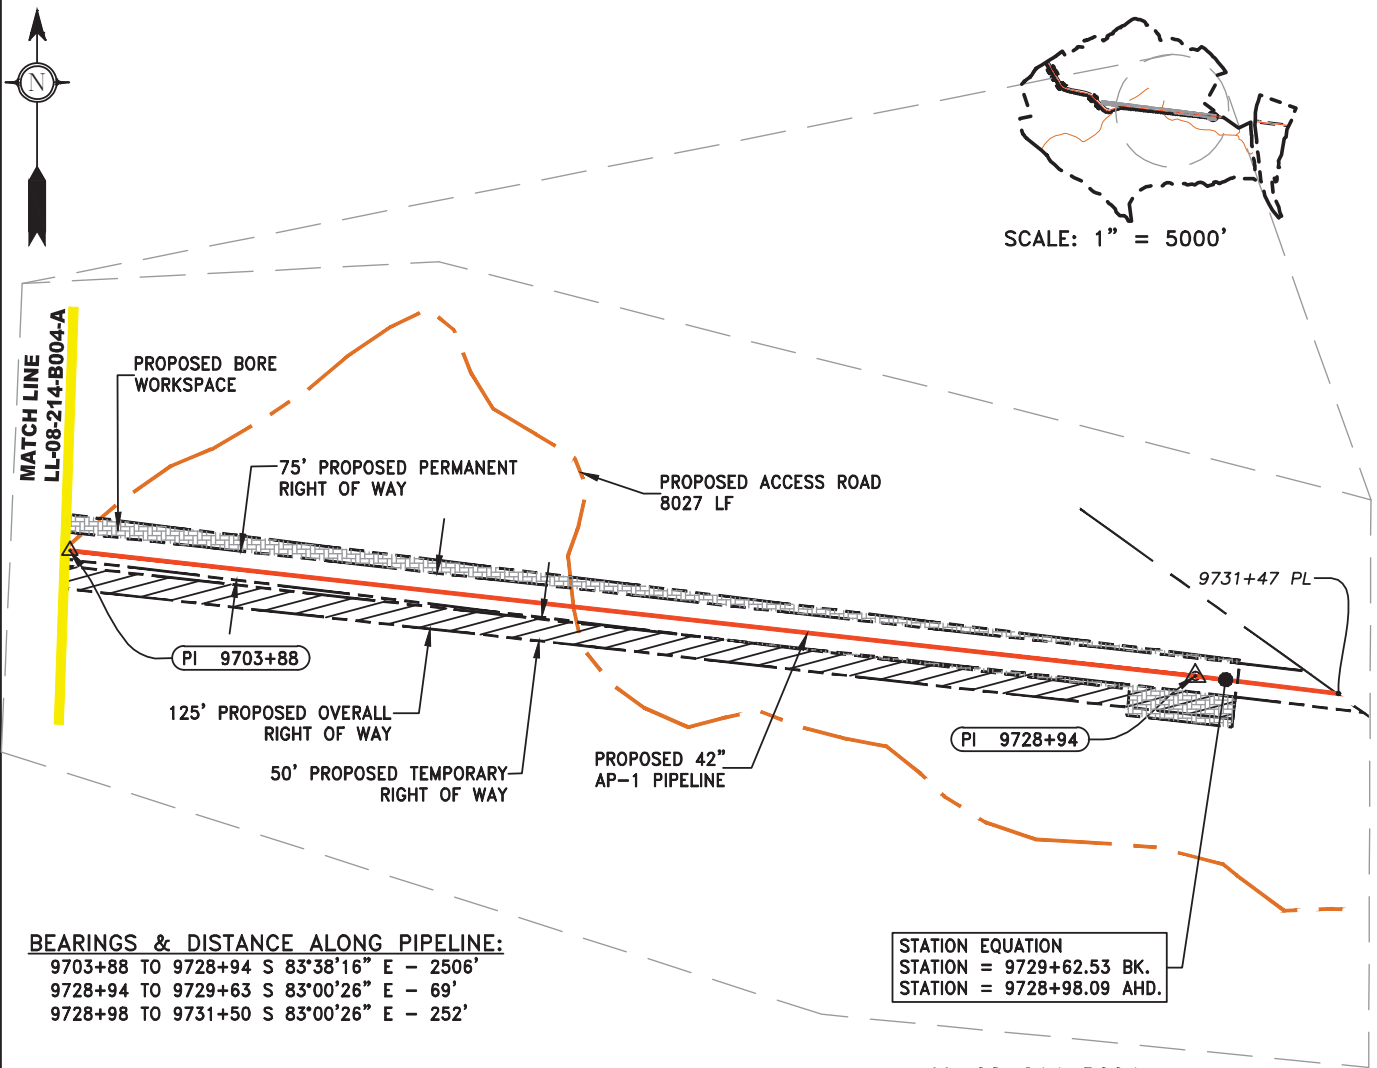 N
SCALE: 1" = 5000'
MATCH LINE
LL-08-214-B004-A
PROPOSED BORE
WORKSPACE
75' PROPOSED PERMANENT
RIGHT OF WAY
PROPOSED ACCESS ROAD
8027 LF
9731+47 PL
PI 9703+88
125' PROPOSED OVERALL
RIGHT OF WAY
50' PROPOSED TEMPORARY
RIGHT OF WAY
PROPOSED 42"
AP-1 PIPELINE
PI 9728+94
BEARINGS & DISTANCE ALONG PIPELINE:
9703+88 TO 9728+94 S 83°38'16" E - 2506'
9728+94 TO 9729+63 S 83°00'26" E - 69'
9728+98 TO 9731+50 S 83°00'26" E - 252'
STATION EQUATION
STATION = 9729+62.53 BK.
STATION = 9728+98.09 AHD.